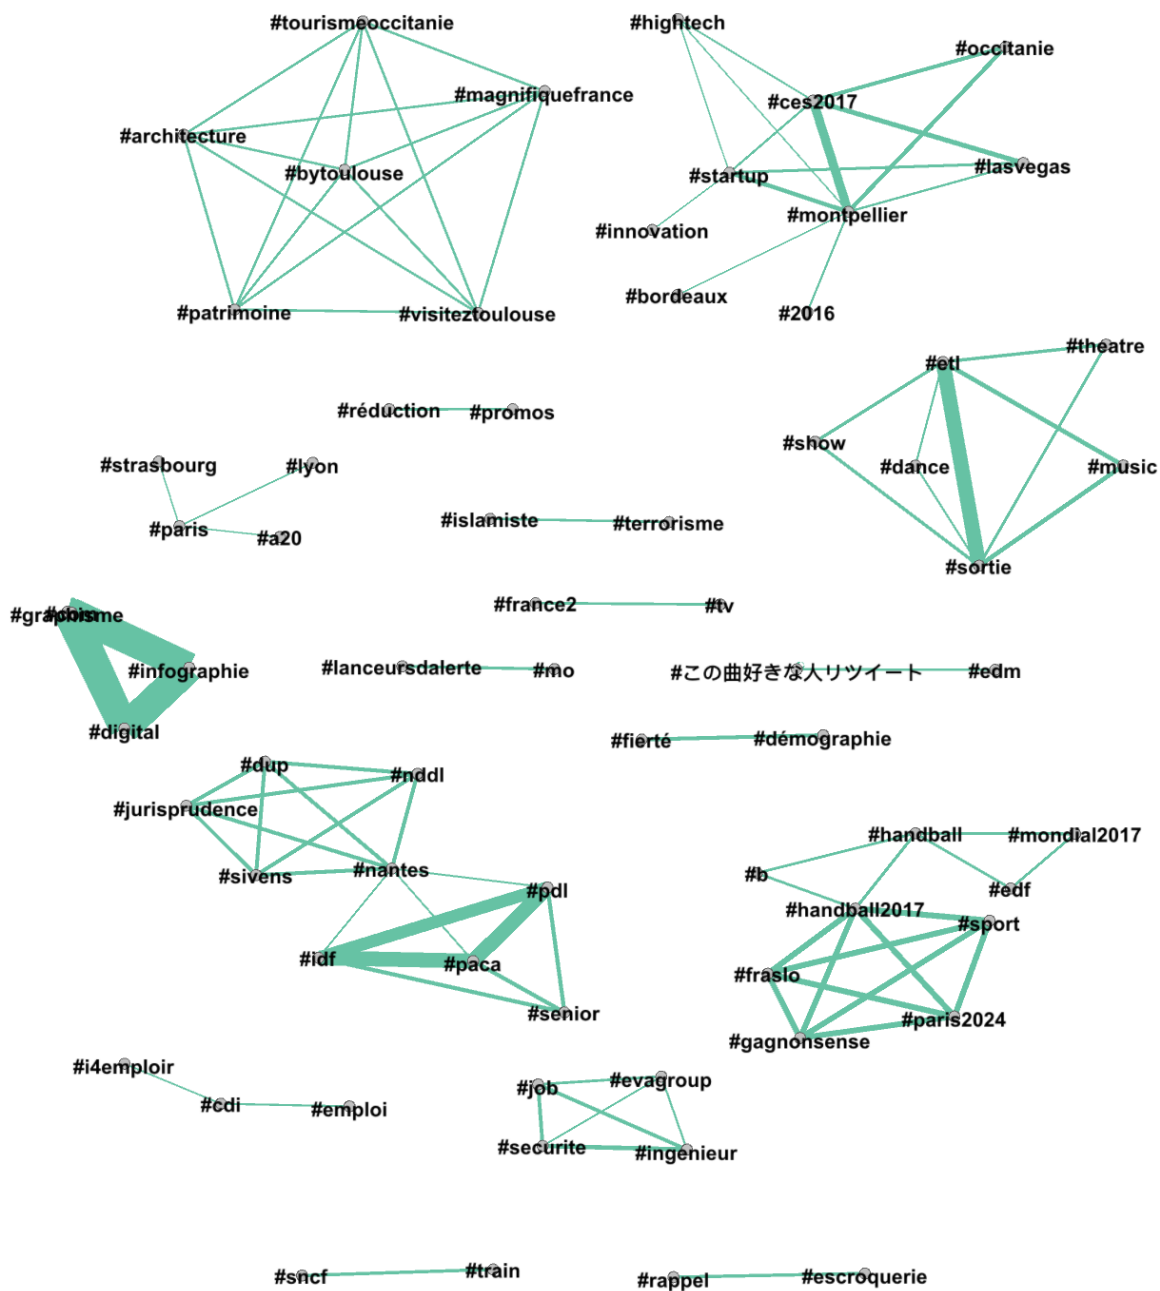 #tourismeoccitanie
#hightech
#occitanie
#magnifiquefrance
#ces2017
#architecture
#bytoulouse
#startup
#lasvegas
#montpellier
#innovation
#bordeaux
#patrimoine
#visiteztoulouse
#2016
#theatre
#etl
#réduction
#promos
#show
#dance
#music
#strasbourg
#lyon
#paris
#a20
#islamiste
#terrorisme
#sortie
#france2
#tv
#graphisme
#com
#infographie
#lanceursdalerte
#mo
#この曲好きな人リツイート
#edm
#digital
#fierté
#démographie
#dup
#nddl
#jurisprudence
#handball
#mondial2017
#sivens
#nantes
#b
#edf
#pdl
#handball2017
#sport
#idf
#paca
#fraslo
#senior
#paris2024
#gagnonsense
#i4emploir
#job
#evagroup
#cdi
#emploi
#securite
#ingenieur
#sncf
#train
#rappel
#escroquerie